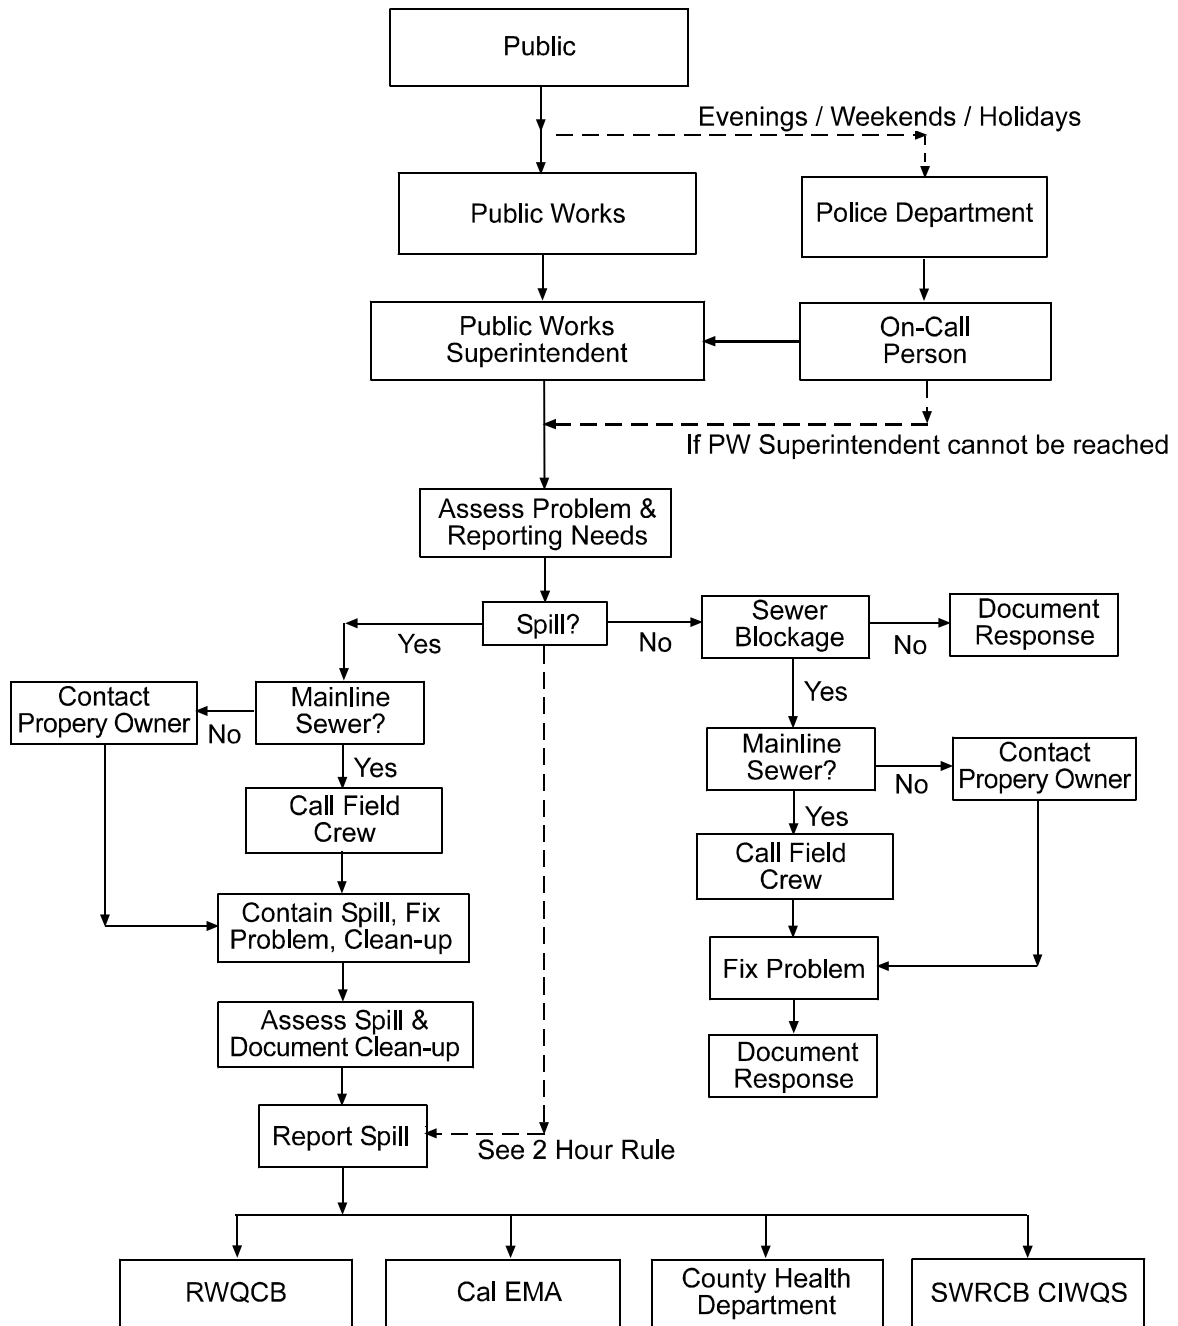 Public
Evenings / Weekends / Holidays
Public Works
Police Department
Public Works
Superintendent
On-Call
Person
If PW Superintendent cannot be reached
Assess Problem &
Reporting Needs
Spill?
Yes
No
Sewer
Blockage
No
Document
Response
Yes
Contact
Propery Owner
No
Mainline
Sewer?
Yes
Mainline
Sewer?
No
Contact
Propery Owner
Yes
Call Field
Crew
Call Field
Crew
Contain Spill, Fix
Problem, Clean-up
Fix Problem
Assess Spill &
Document Clean-up
Document
Response
Report Spill
See 2 Hour Rule
RWQCB
Cal EMA
County Health
Department
SWRCB CIWQS